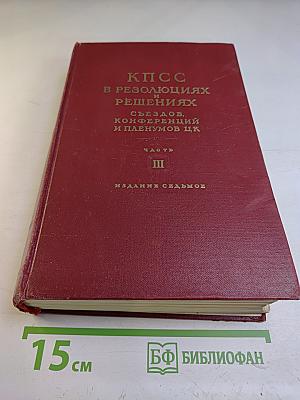 КПСС
В РЕЗОЛЮЦИЯХ
И
РЕШЕНИЯХ
СЪЕЗДОВ,
КОНФЕРЕНЦИЙ
И ПЛЕНУМОВ ЦК
ЧАСТЬ
III
ИЗДАНИЕ СЕДЬМОЕ
15 см
БФ БИБЛИОФАН